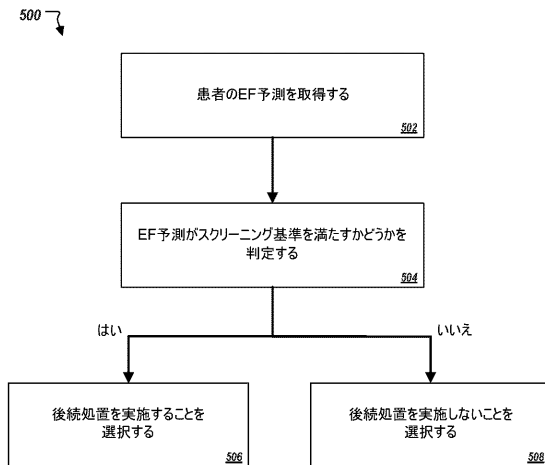 500
患者のEF予測を取得する
502
EF予測がスクリーニング基準を満たすかどうかを
判定する
504
はい
いいえ
後続処置を実施することを
選択する
506
後続処置を実施しないことを
選択する
508